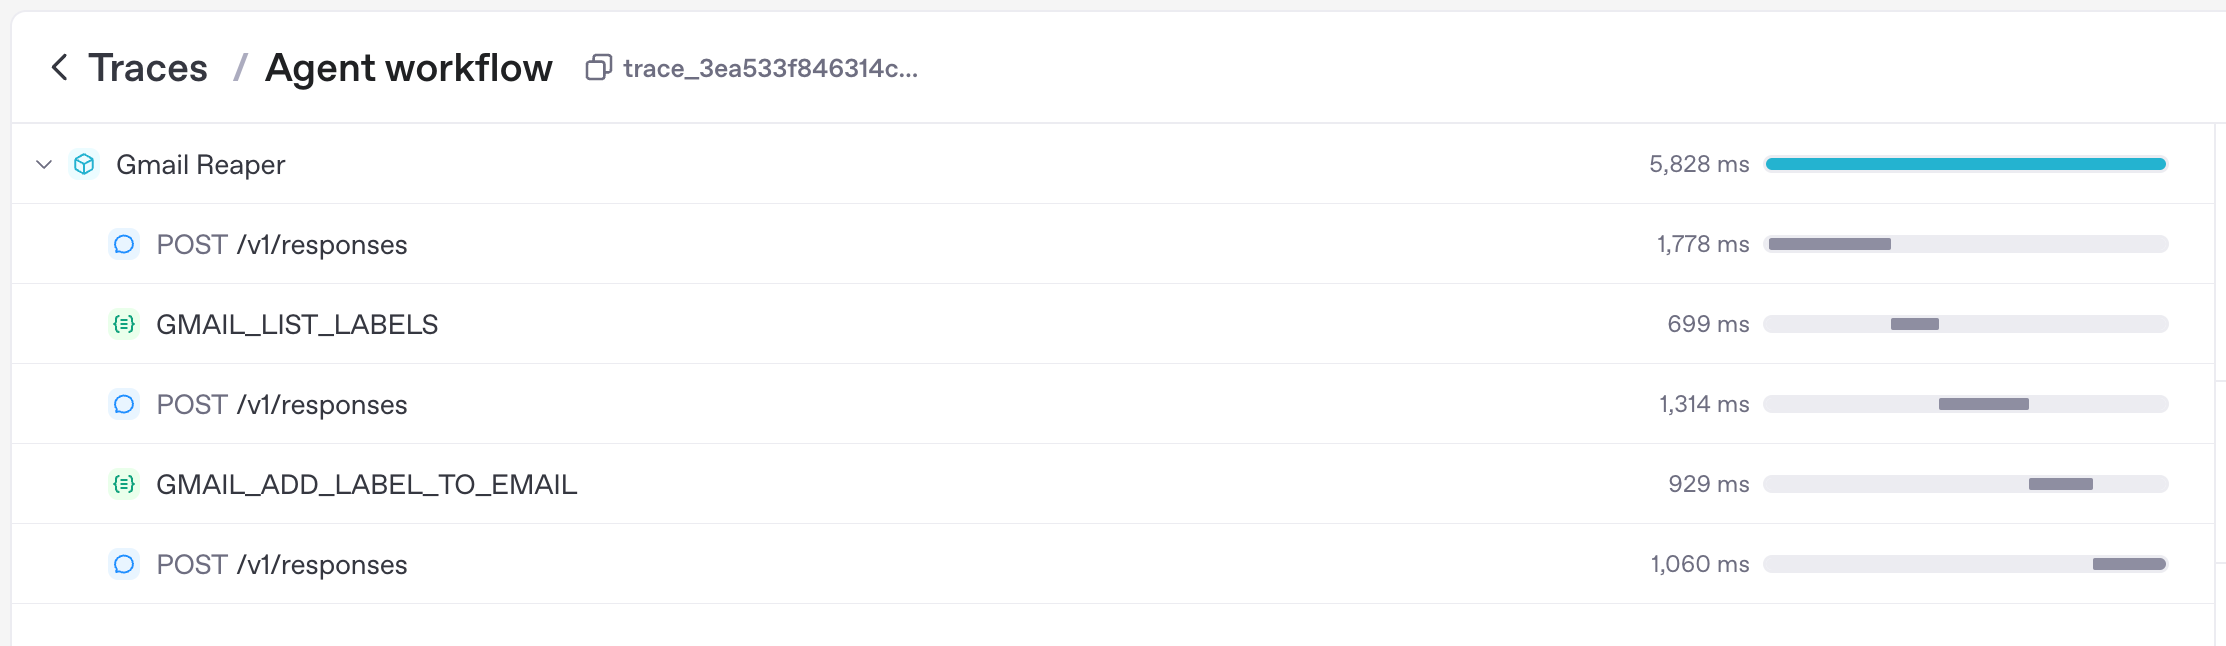 Traces / Agent workflow trace_3ea533f846314c...
Gmail Reaper 5,828 ms
POST /v1/responses 1,778 ms
GMAIL_LIST_LABELS 699 ms
POST /v1/responses 1,314 ms
GMAIL_ADD_LABEL_TO_EMAIL 929 ms
POST /v1/responses 1,060 ms